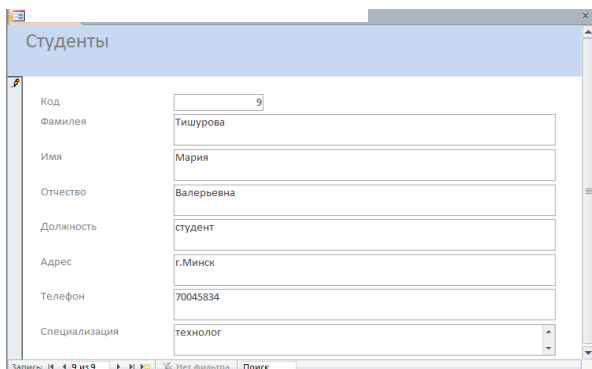 Студенты
Код 9
Фамилея Тишурова
Имя Мария
Отчество Валерьевна
Должность студент
Адрес г.Минск
Телефон 70045834
Специализация технолог
Запись: 9 из 9 Нет фильтра Поиск